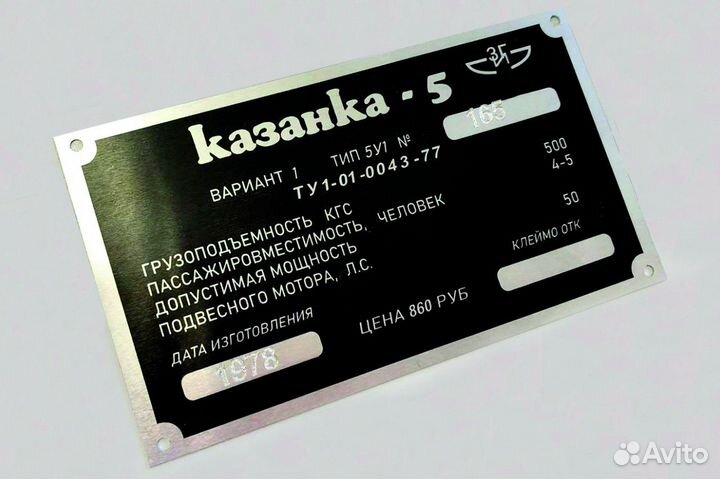 казанка - 5
ВАРИАНТ 1 ТИП 5У1 № 165
ТУ1-01-0043-77
ГРУЗОПОДЪЕМНОСТЬ КГС 500
ПАССАЖИРОВМЕСТИМОСТЬ, ЧЕЛОВЕК 4-5
ДОПУСТИМАЯ МОЩНОСТЬ
ПОДВЕСНОГО МОТОРА, Л.С. 50
КЛЕЙМО ОТК
ДАТА ИЗГОТОВЛЕНИЯ
1978
ЦЕНА 860 РУБ
Avito